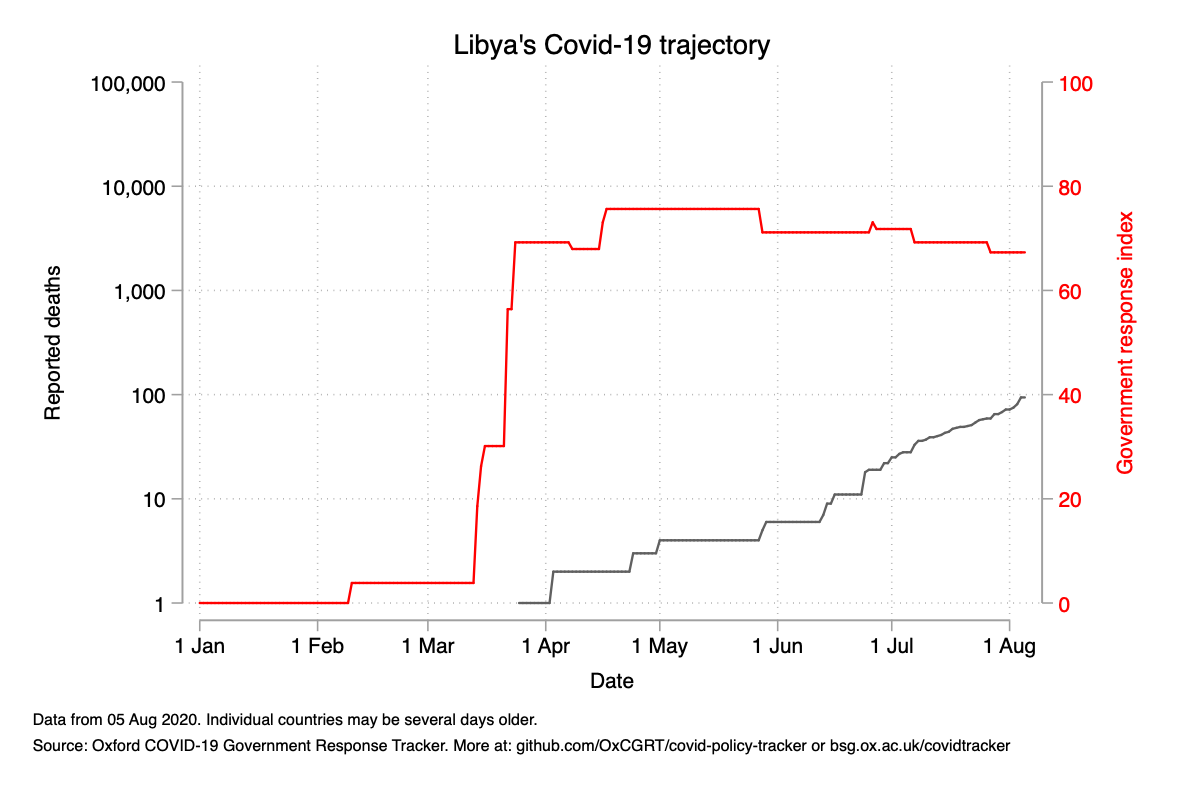 Libya's Covid-19 trajectory
100,000
10,000
1,000
100
10
1
Reported deaths
100
80
60
40
20
0
Government response index
1 Jan 1 Feb 1 Mar 1 Apr 1 May 1 Jun 1 Jul 1 Aug
Date
Data from 05 Aug 2020. Individual countries may be several days older.
Source: Oxford COVID-19 Government Response Tracker. More at: github.com/OxCGRT/covid-policy-tracker or bsg.ox.ac.uk/covidtracker